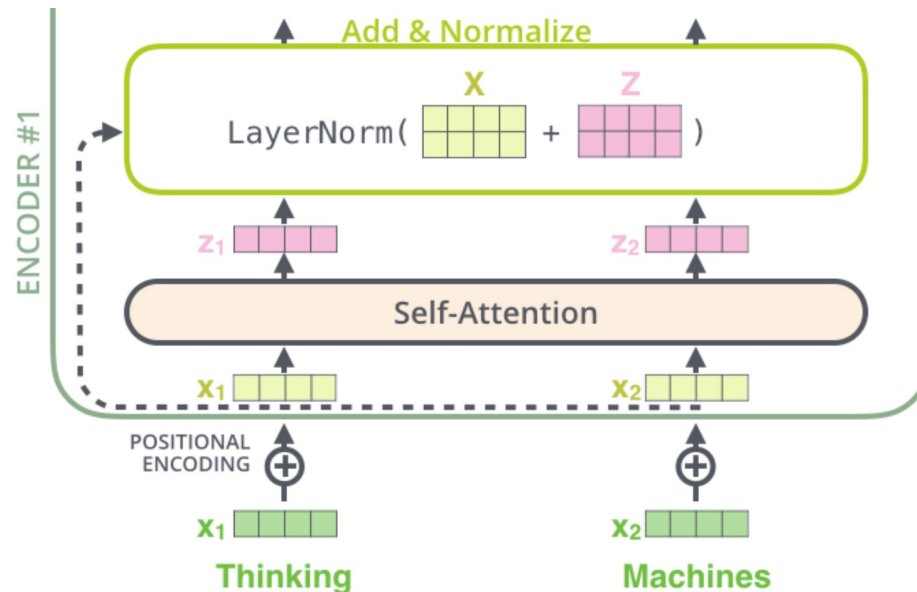 Add & Normalize
X Z
LayerNorm( + )
ENCODER #1
z1 z2
Self-Attention
x1 x2
POSITIONAL
ENCODING
+ +
x1 x2
Thinking Machines